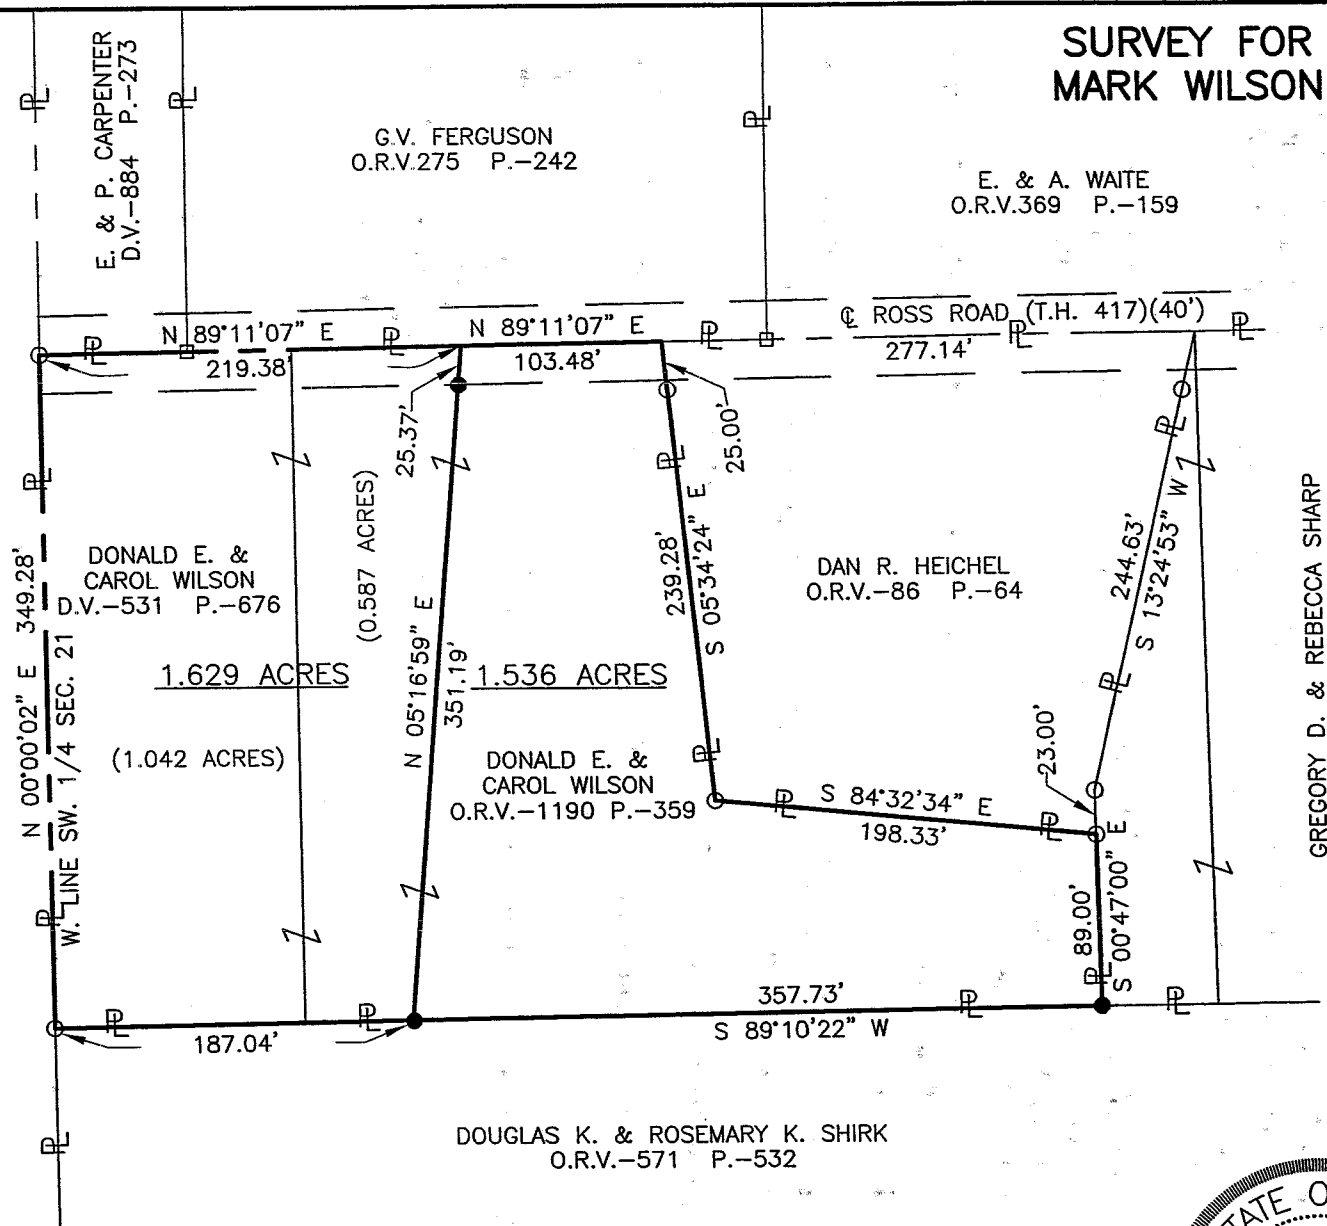 SURVEY FOR
MARK WILSON
E. & P. CARPENTER
D.V.-884 P.-273
G.V. FERGUSON
O.R.V.275 P.-242
E. & A. WAITE
O.R.V.369 P.-159
℄ ROSS ROAD (T.H. 417)(40')
N 89°11'07" E
219.38'
N 89°11'07" E
103.48'
277.14'
25.37'
25.00'
N 00°00'02" E 349.28'
W. LINE SW. 1/4 SEC. 21
DONALD E. &
CAROL WILSON
D.V.-531 P.-676
(0.587 ACRES)
1.629 ACRES
(1.042 ACRES)
N 05°16'59" E
351.19'
1.536 ACRES
DONALD E. &
CAROL WILSON
O.R.V.-1190 P.-359
239.28'
S 05°34'24" E
DAN R. HEICHEL
O.R.V.-86 P.-64
244.63'
S 13°24'53" W
GREGORY D. & REBECCA SHARP
23.00'
S 84°32'34" E
198.33'
89.00'
S 00°47'00" E
357.73'
S 89°10'22" W
187.04'
DOUGLAS K. & ROSEMARY K. SHIRK
O.R.V.-571 P.-532